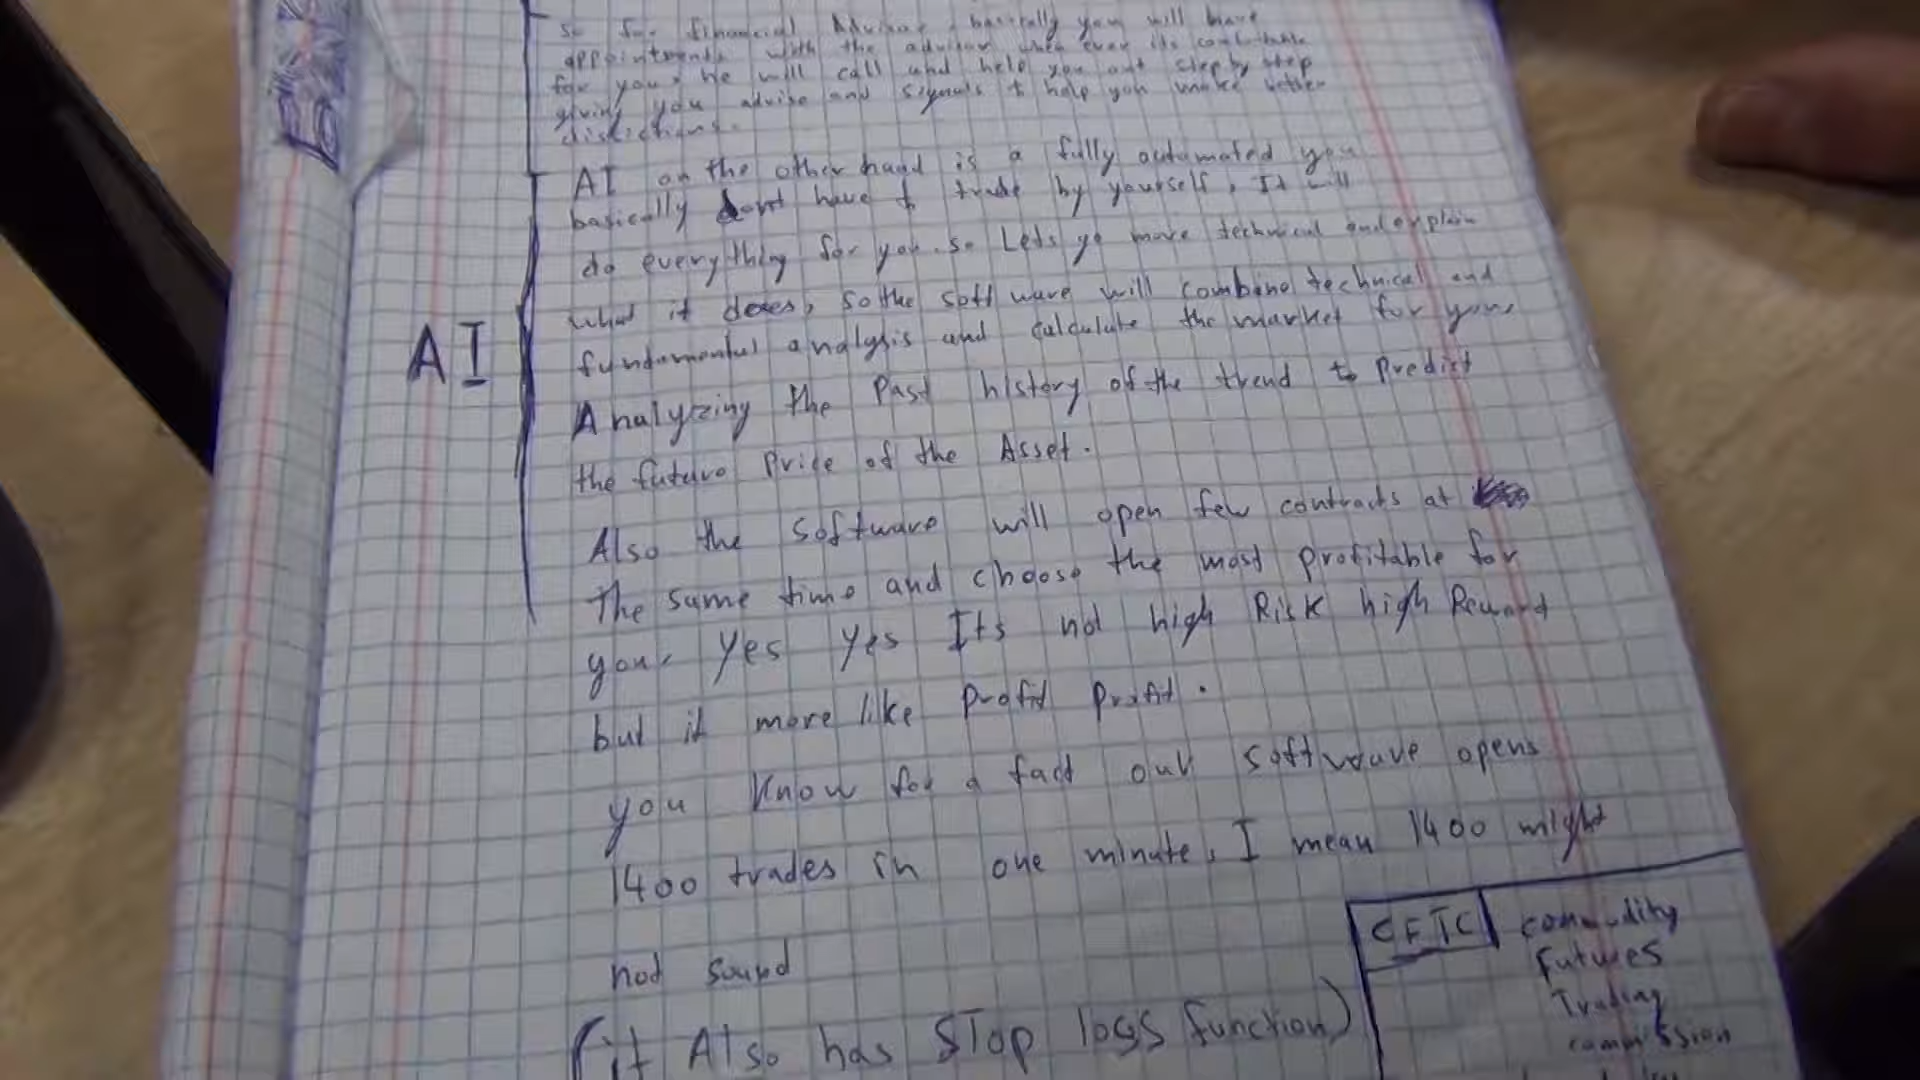 so for financial Advisor, basically you will have
appointments with the advisor when ever its comfortable
for you. He will call and help you out step by step
giving you advise and signals to help you make better
disictions.
AI on the other hand is a fully automated you
basically dont have to trade by yourself, It will
do everything for you. so Lets go more technical and explain
what it does, so the soft ware will combine technical and
fundamental analysis and calculate the market for you,
Analyzing the Past history of the trend to Predict
the future Price of the Asset.
AI
Also the software will open few contracts at
the same time and choose the most profitable for
you, Yes Yes Its not high Risk high Reward
but it more like Profit Profit.
you know for a fact our software opens
1400 trades in one minute, I mean 1400 might
not sound
(it Also has STop loss function)
CFTC
commodity
Futures
Trading
commission